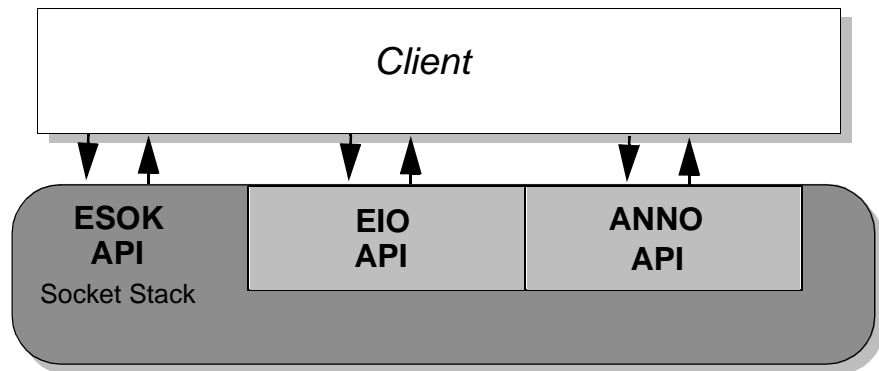 Client
ESOK
API
Socket Stack
EIO
API
ANNO
API